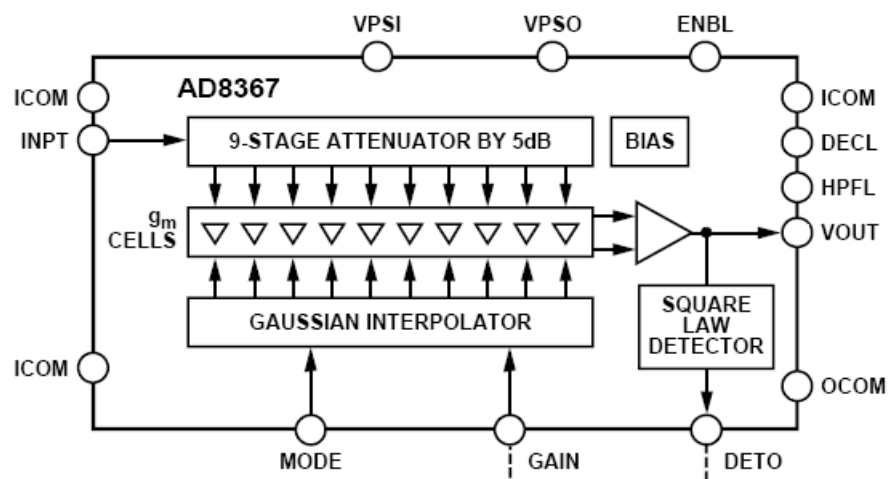 VPSI
VPSO
ENBL
ICOM
AD8367
ICOM
INPT
9-STAGE ATTENUATOR BY 5dB
BIAS
DECL
HPFL
gm
CELLS
VOUT
GAUSSIAN INTERPOLATOR
SQUARE
LAW
DETECTOR
ICOM
OCOM
MODE
GAIN
DETO